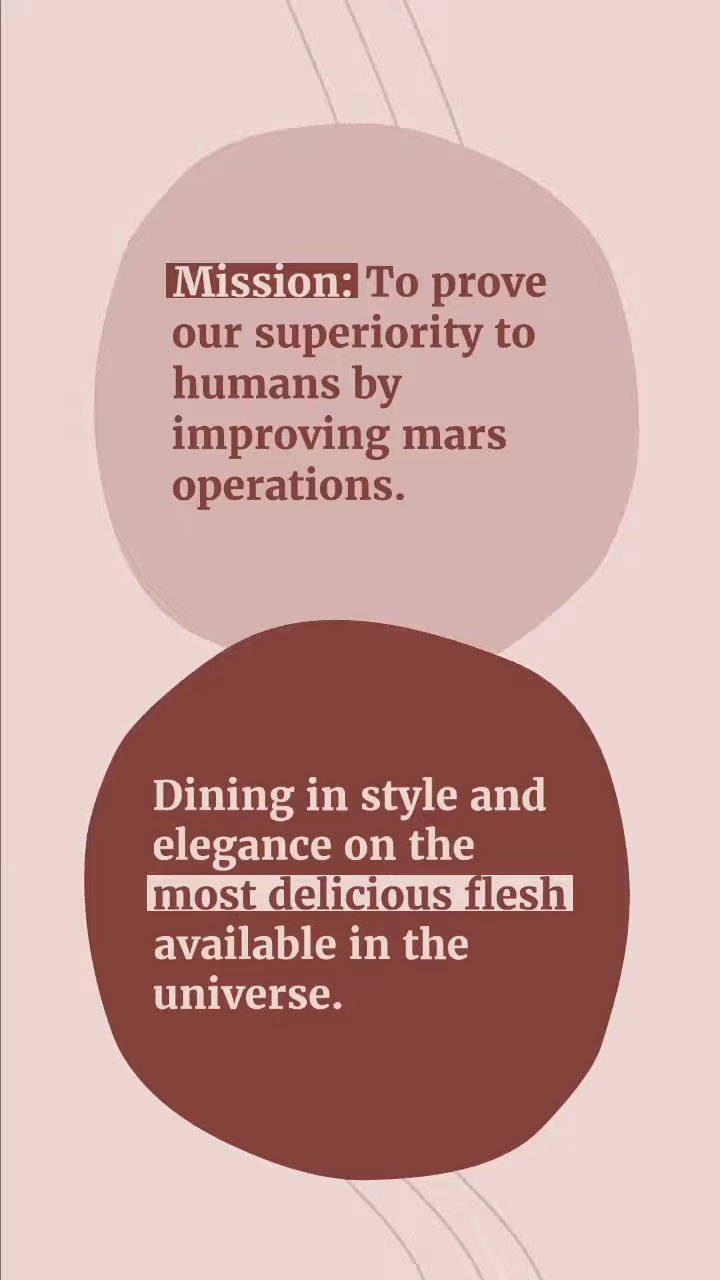 Mission: To prove
our superiority to
humans by
improving mars
operations.
Dining in style and
elegance on the
most delicious flesh
available in the
universe.